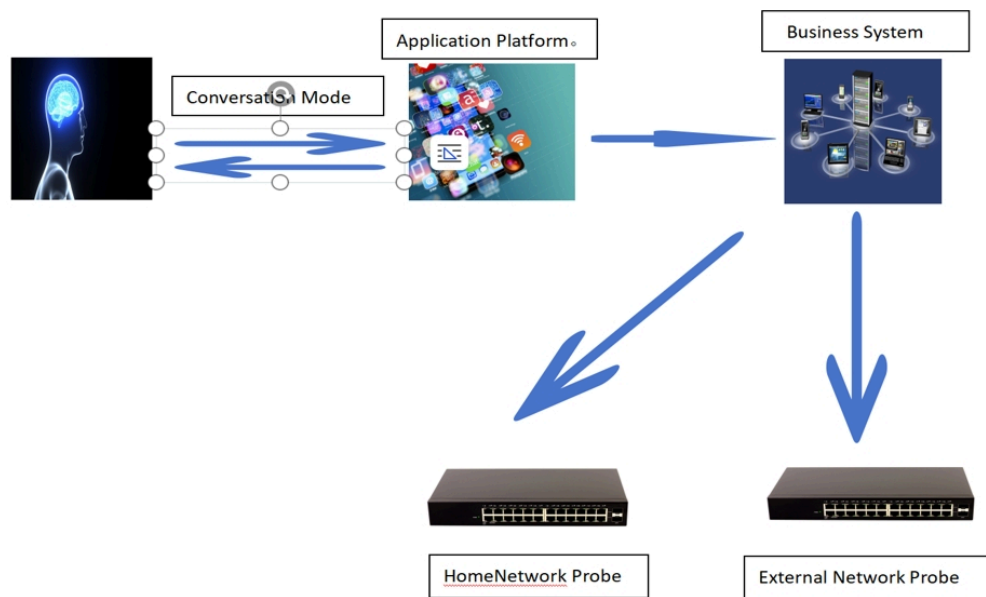 Application Platform。
Business System
Conversation Mode
HomeNetwork Probe
External Network Probe